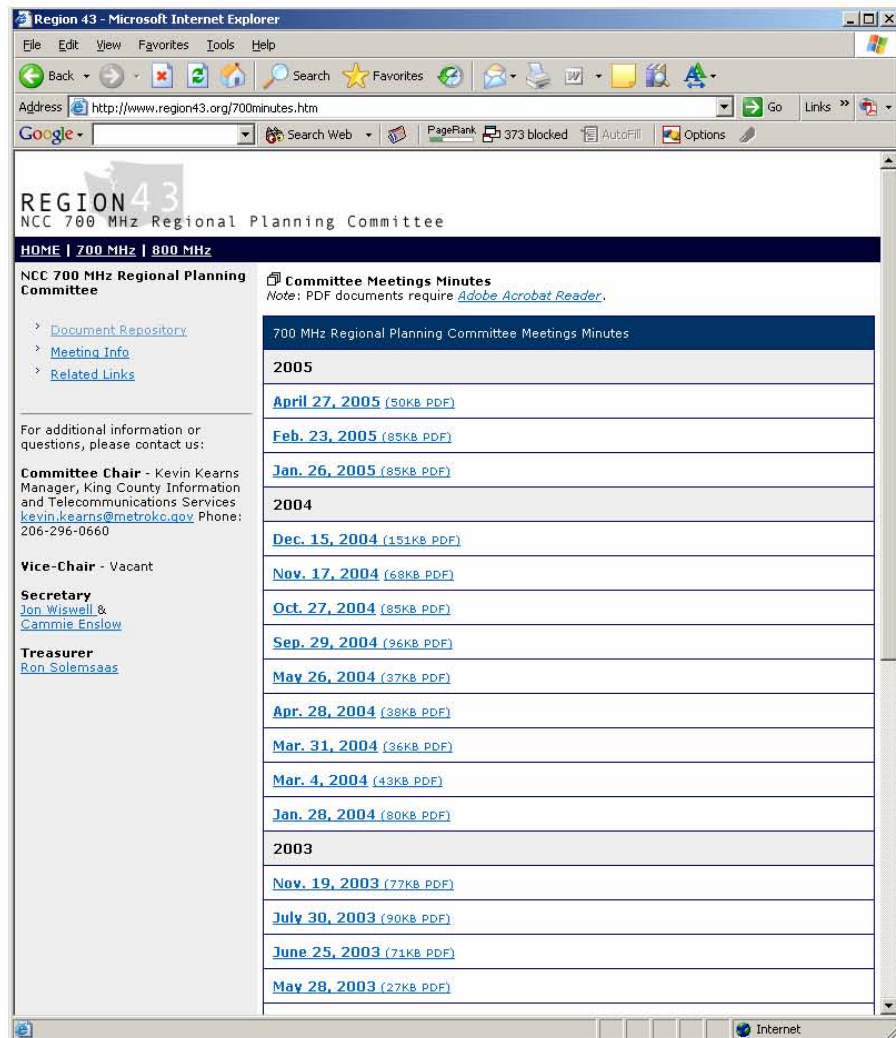 Region 43 - Microsoft Internet Explorer
File Edit View Favorites Tools Help
Back Search Favorites
Address http://www.region43.org/700minutes.htm Go Links »
Google Search Web PageRank 373 blocked AutoFill Options
REGION 43
NCC 700 MHz Regional Planning Committee
HOME | 700 MHz | 800 MHz
NCC 700 MHz Regional Planning
Committee
Document Repository
Meeting Info
Related Links
For additional information or
questions, please contact us:
Committee Chair - Kevin Kearns
Manager, King County Information
and Telecommunications Services
kevin.kearns@metrokc.gov Phone:
206-296-0660
Vice-Chair - Vacant
Secretary
Jon Wiswell &
Cammie Enslow
Treasurer
Ron Solemsaas
Committee Meetings Minutes
Note: PDF documents require Adobe Acrobat Reader.
700 MHz Regional Planning Committee Meetings Minutes
2005
April 27, 2005 (50KB PDF)
Feb. 23, 2005 (85KB PDF)
Jan. 26, 2005 (85KB PDF)
2004
Dec. 15, 2004 (151KB PDF)
Nov. 17, 2004 (68KB PDF)
Oct. 27, 2004 (85KB PDF)
Sep. 29, 2004 (96KB PDF)
May 26, 2004 (37KB PDF)
Apr. 28, 2004 (38KB PDF)
Mar. 31, 2004 (36KB PDF)
Mar. 4, 2004 (43KB PDF)
Jan. 28, 2004 (80KB PDF)
2003
Nov. 19, 2003 (77KB PDF)
July 30, 2003 (90KB PDF)
June 25, 2003 (71KB PDF)
May 28, 2003 (27KB PDF)
Internet